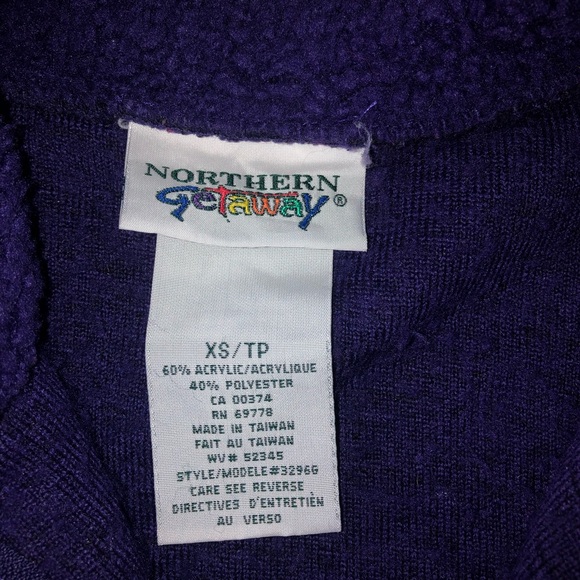 NORTHERN
Getaway®
XS/TP
60% ACRYLIC/ACRYLIQUE
40% POLYESTER
CA 00374
RN 69778
MADE IN TAIWAN
FAIT AU TAIWAN
WV# 52345
STYLE/MODELE#3296G
CARE SEE REVERSE
DIRECTIVES D'ENTRETIEN
AU VERSO